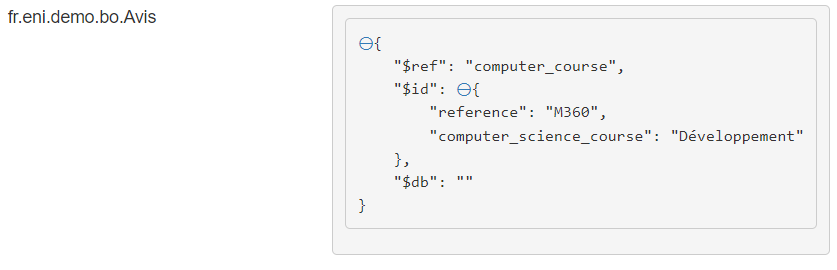 fr.eni.demo.bo.Avis
{
"$ref": "computer_course",
"$id": {
"reference": "M360",
"computer_science_course": "Développement"
},
"$db": ""
}